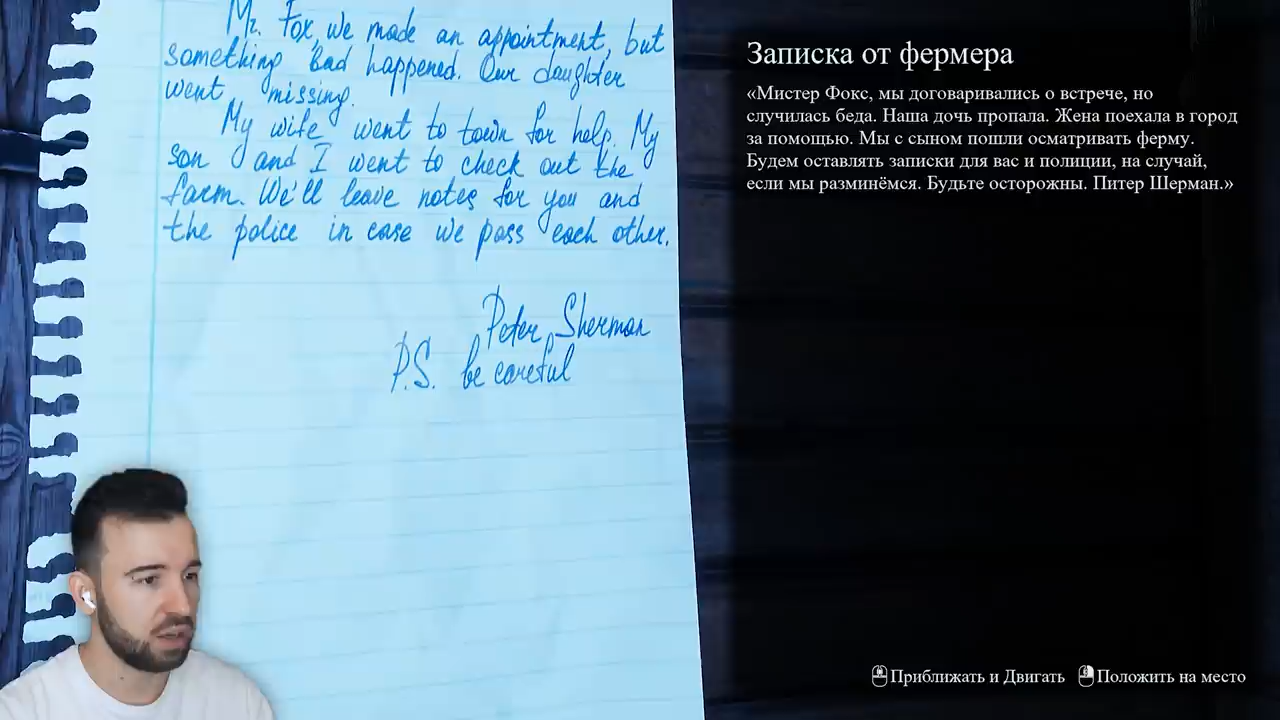 Mr. Fox, we made an appointment, but
something bad happened. Our daughter
went missing.
My wife went to town for help. My
son and I went to check out the
farm. We'll leave notes for you and
the police in case we pass each other.
Peter Sherman
P.S. be careful
Записка от фермера
«Мистер Фокс, мы договаривались о встрече, но
случилась беда. Наша дочь пропала. Жена поехала в город
за помощью. Мы с сыном пошли осматривать ферму.
Будем оставлять записки для вас и полиции, на случай,
если мы разминёмся. Будьте осторожны. Питер Шерман.»
Приближать и Двигать
Положить на место